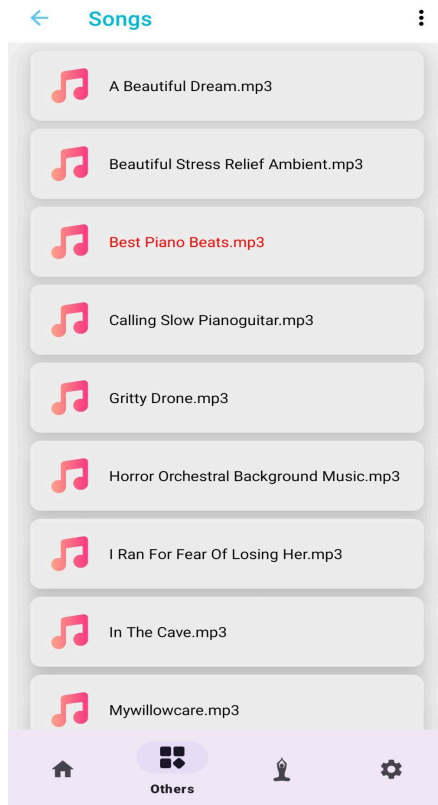 Songs
A Beautiful Dream.mp3
Beautiful Stress Relief Ambient.mp3
Best Piano Beats.mp3
Calling Slow Pianoguitar.mp3
Gritty Drone.mp3
Horror Orchestral Background Music.mp3
I Ran For Fear Of Losing Her.mp3
In The Cave.mp3
Mywillowcare.mp3
Others